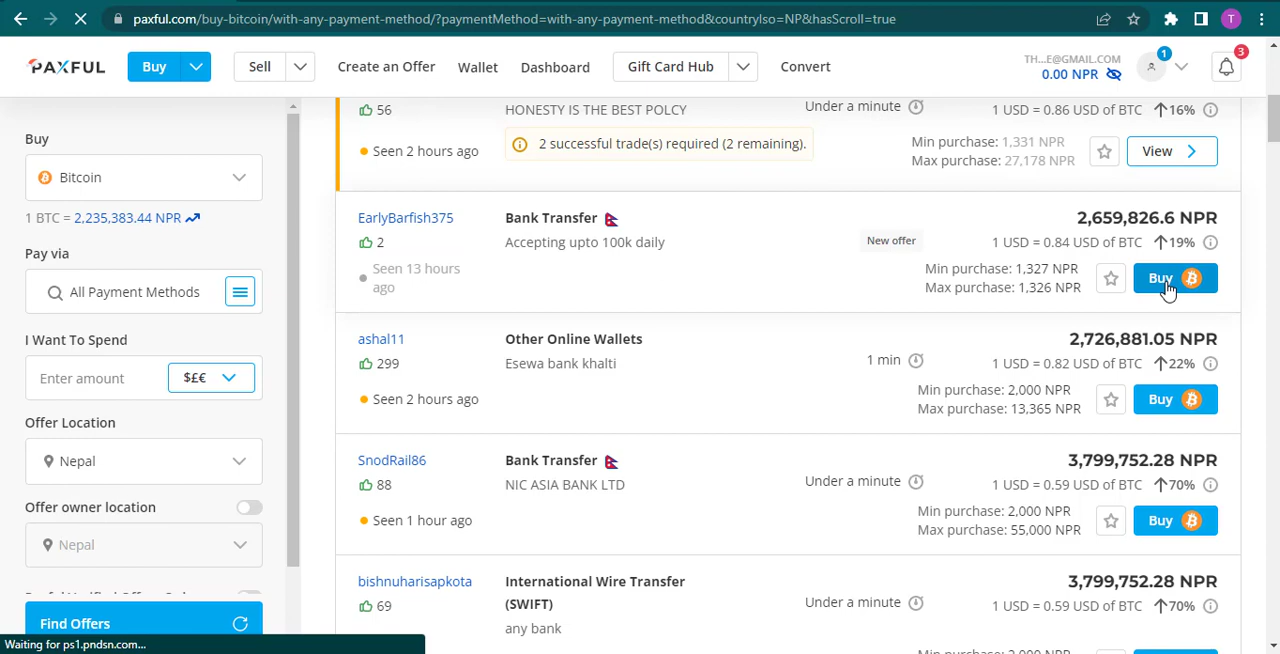 paxful.com/buy-bitcoin/with-any-payment-method/?paymentMethod=with-any-payment-method&countryIso=NP&hasScroll=true
T
PAXFUL
Buy
Sell
Create an Offer
Wallet
Dashboard
Gift Card Hub
Convert
TH...E@GMAIL.COM
0.00 NPR
1
3
Buy
Bitcoin
1 BTC = 2,235,383.44 NPR
Pay via
All Payment Methods
I Want To Spend
Enter amount
$£€
Offer Location
Nepal
Offer owner location
Nepal
Find Offers
Waiting for ps1.pndsn.com...
56
HONESTY IS THE BEST POLCY
Under a minute
1 USD = 0.86 USD of BTC
16%
Seen 2 hours ago
2 successful trade(s) required (2 remaining).
Min purchase: 1,331 NPR
Max purchase: 27,178 NPR
View
EarlyBarfish375
Bank Transfer
2,659,826.6 NPR
2
Accepting upto 100k daily
New offer
1 USD = 0.84 USD of BTC
19%
Seen 13 hours
ago
Min purchase: 1,327 NPR
Max purchase: 1,326 NPR
Buy
ashal11
Other Online Wallets
2,726,881.05 NPR
299
Esewa bank khalti
1 min
1 USD = 0.82 USD of BTC
22%
Seen 2 hours ago
Min purchase: 2,000 NPR
Max purchase: 13,365 NPR
Buy
SnodRail86
Bank Transfer
3,799,752.28 NPR
88
NIC ASIA BANK LTD
Under a minute
1 USD = 0.59 USD of BTC
70%
Seen 1 hour ago
Min purchase: 2,000 NPR
Max purchase: 55,000 NPR
Buy
bishnuharisapkota
International Wire Transfer
(SWIFT)
3,799,752.28 NPR
69
any bank
Under a minute
1 USD = 0.59 USD of BTC
70%